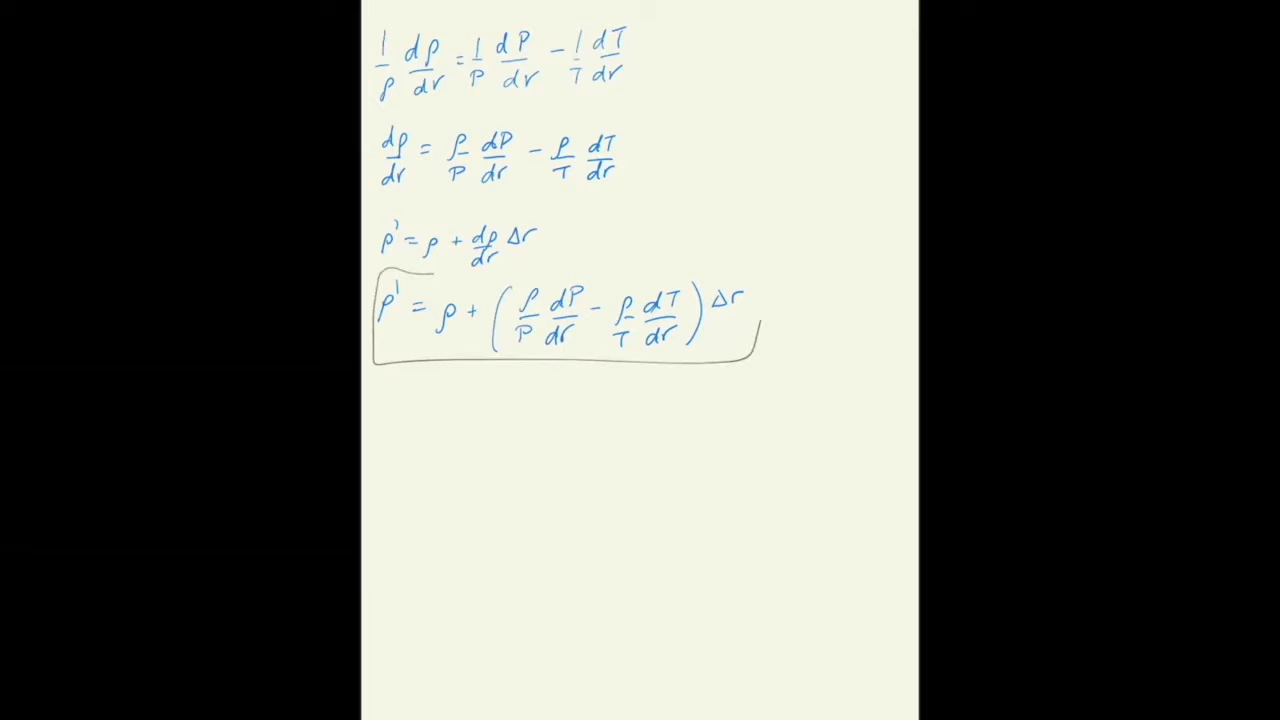 1/ρ dρ/dr = 1/P dP/dr − 1/T dT/dr
dρ/dr = ρ/P dP/dr − ρ/T dT/dr
ρ' = ρ + dρ/dr Δr
ρ' = ρ + (ρ/P dP/dr − ρ/T dT/dr) Δr